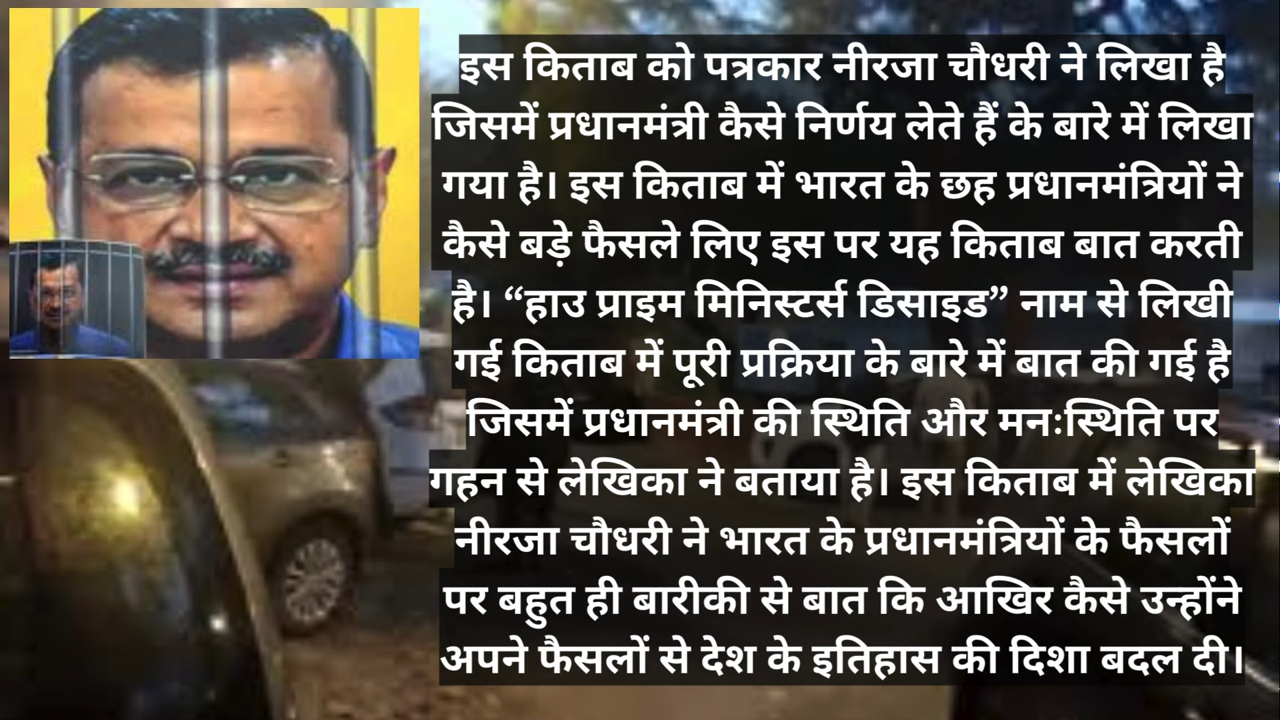 इस किताब को पत्रकार नीरजा चौधरी ने लिखा है
जिसमें प्रधानमंत्री कैसे निर्णय लेते हैं के बारे में लिखा
गया है। इस किताब में भारत के छह प्रधानमंत्रियों ने
कैसे बड़े फैसले लिए इस पर यह किताब बात करती
है। “हाउ प्राइम मिनिस्टर्स डिसाइड” नाम से लिखी
गई किताब में पूरी प्रक्रिया के बारे में बात की गई है
जिसमें प्रधानमंत्री की स्थिति और मनःस्थिति पर
गहन से लेखिका ने बताया है। इस किताब में लेखिका
नीरजा चौधरी ने भारत के प्रधानमंत्रियों के फैसलों
पर बहुत ही बारीकी से बात कि आखिर कैसे उन्होंने
अपने फैसलों से देश के इतिहास की दिशा बदल दी।